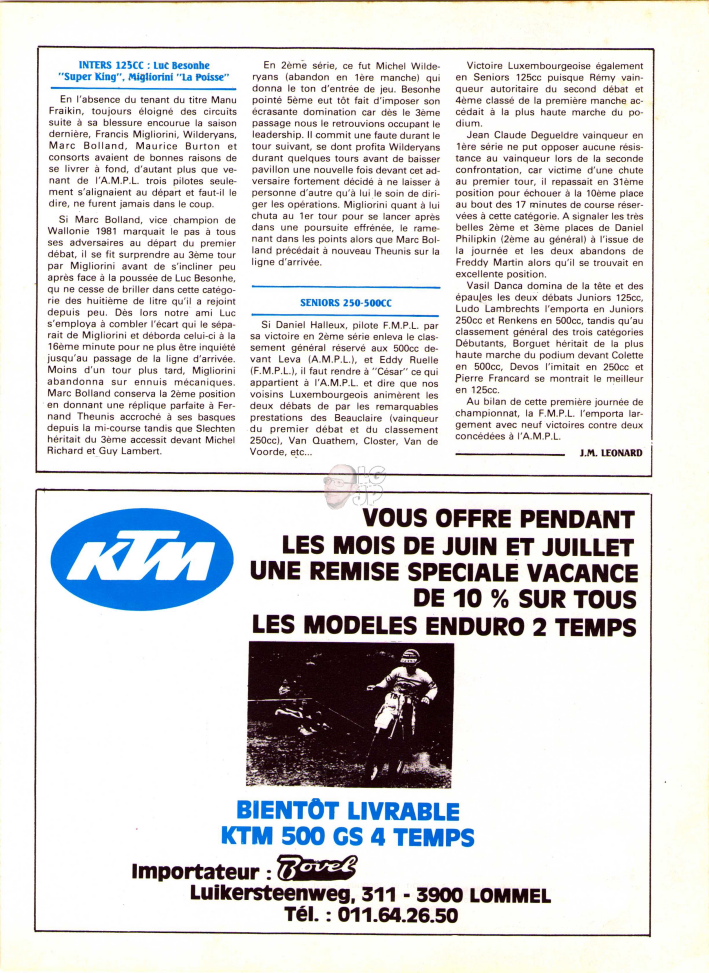 INTERS 125CC : Luc Besonhe
"Super King", Migliorini "La Poisse"
En l'absence du tenant du titre Manu
Fraikin, toujours éloigné des circuits
suite à sa blessure encourue la saison
dernière, Francis Migliorini, Wilderyans,
Marc Bolland, Maurice Burton et
consorts avaient de bonnes raisons de
se livrer à fond, d'autant plus que ve-
nant de l'A.M.P.L. trois pilotes seule-
ment s'alignaient au départ et faut-il le
dire, ne furent jamais dans le coup.
Si Marc Bolland, vice champion de
Wallonie 1981 marquait le pas à tous
ses adversaires au départ du premier
débat, il se fit surprendre au 3ème tour
par Migliorini avant de s'incliner peu
après face à la poussée de Luc Besonhe,
qu ne cesse de briller dans cette catégo-
rie des huitième de litre qu'il a rejoint
depuis peu. Dès lors notre ami Luc
s'employa à combler l'écart qui le sépa-
rait de Migliorini et déborda celui-ci à la
16ème minute pour ne plus être inquiété
jusqu'au passage de la ligne d'arrivée.
Moins d'un tour plus tard, Migliorini
abandonna sur ennuis mécaniques.
Marc Bolland conserva la 2ème position
en donnant une réplique parfaite à Fer-
nand Theunis accroché à ses basques
depuis la mi-course tandis que Slechten
héritait du 3ème accessit devant Michel
Richard et Guy Lambert.
En 2ème série, ce fut Michel Wilde-
ryans (abandon en 1ère manche) qui
donna le ton d'entrée de jeu. Besonhe
pointé 5ème eut tôt fait d'imposer son
écrasante domination car dès le 3ème
passage nous le retrouvions occupant le
leadership. Il commit une faute durant le
tour suivant, se dont profita Wilderyans
durant quelques tours avant de baisser
pavillon une nouvelle fois devant cet ad-
versaire fortement décidé à ne laisser à
personne d'autre qu'à lui le soin de diri-
ger les opérations. Migliorini quant à lui
chuta au 1er tour pour se lancer après
dans une poursuite effrénée, le rame-
nant dans les points alors que Marc Bol-
land précédait à nouveau Theunis sur la
ligne d'arrivée.
SENIORS 250-500CC
Si Daniel Halleux, pilote F.M.P.L. par
sa victoire en 2ème série enleva le clas-
sement général réservé aux 500cc de-
vant Leva (A.M.P.L.), et Eddy Ruelle
(F.M.P.L.), il faut rendre à "César" ce qui
appartient à l'A.M.P.L. et dire que nos
voisins Luxembourgeois animèrent les
deux débats de par les remarquables
prestations des Beauclaire (vainqueur
du premier débat et du classement
250cc), Van Quathem, Closter, Van de
Voorde, etc...
Victoire Luxembourgeoise également
en Seniors 125cc puisque Rémy vain-
queur autoritaire du second débat et
4ème classé de la première manche ac-
cédait à la plus haute marche du po-
dium.
Jean Claude Degueldre vainqueur en
1ère série ne put opposer aucune résis-
tance au vainqueur lors de la seconde
confrontation, car victime d'une chute
au premier tour, il repassait en 31ème
position pour échouer à la 10ème place
au bout des 17 minutes de course réser-
vées à cette catégorie. A signaler les très
belles 2ème et 3ème places de Daniel
Philipkin (2ème au général) à l'issue de
la journée et les deux abandons de
Freddy Martin alors qu'il se trouvait en
excellente position.
Vasil Danca domina de la tête et des
épaules les deux débats Juniors 125cc,
Ludo Lambrechts l'emporta en Juniors
250cc et Renkens en 500cc, tandis qu'au
classement général des trois catégories
Débutants, Borguet héritait de la plus
haute marche du podium devant Colette
en 500cc, Devos l'imitait en 250cc et
Pierre Francard se montrait le meilleur
en 125cc.
Au bilan de cette première journée de
championnat, la F.M.P.L. l'emporta lar-
gement avec neuf victoires contre deux
concédées à l'A.M.P.L.
J.M. LEONARD
LG
JP
KTM
VOUS OFFRE PENDANT
LES MOIS DE JUIN ET JUILLET
UNE REMISE SPECIALE VACANCE
DE 10 % SUR TOUS
LES MODELES ENDURO 2 TEMPS
BIENTÔT LIVRABLE
KTM 500 GS 4 TEMPS
Importateur : Bovel
Luikersteenweg, 311 - 3900 LOMMEL
Tél. : 011.64.26.50